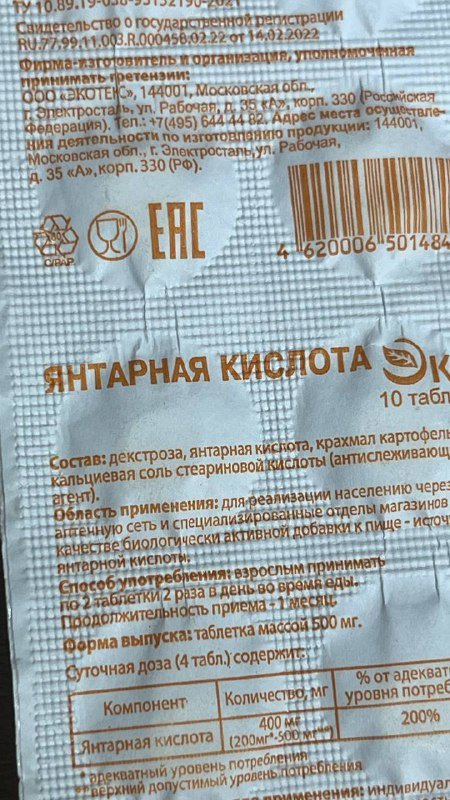 ТУ 10.89.19-038-95132190-2021
Свидетельство о государственной регистрации
RU.77.99.11.003.R.000456.02.22 от 14.02.2022
Фирма-изготовитель и организация, уполномоченная
принимать претензии:
ООО «ЭКОТЕКС», 144001, Московская обл.,
г. Электросталь, ул. Рабочая, д. 35 «А», корп. 330 (Российская
Федерация). Тел.: +7(495) 644 44 82. Адрес места осуществле-
ния деятельности по изготовлению продукции: 144001,
Московская обл., г. Электросталь,ул. Рабочая,
д. 35 «А»,корп. 330 (РФ).
C/PAP
ЕАС
4 620006 501484
ЯНТАРНАЯ КИСЛОТА ЭК
10 табл
Состав: декстроза, янтарная кислота, крахмал картофель
кальциевая соль стеариновой кислоты (антислеживающ
агент).
Область применения: для реализации населению через
аптечную сеть и специализированные отделы магазинов
качестве биологически активной добавки к пище - источ
янтарной кислоты.
Способ употребления: взрослым принимать
по 2 таблетки 2 раза в день во время еды.
Продолжительность приема - 1 месяц.
Форма выпуска: таблетка массой 500 мг.
Суточная доза (4 табл.) содержит:
Компонент Количество, мг % от адекват
уровня потреб
Янтарная кислота 400 мг 200%
(200мг*-500 мг**)
* адекватный уровень потребления
**верхний допустимый уровень потребления
применения: индивидуал